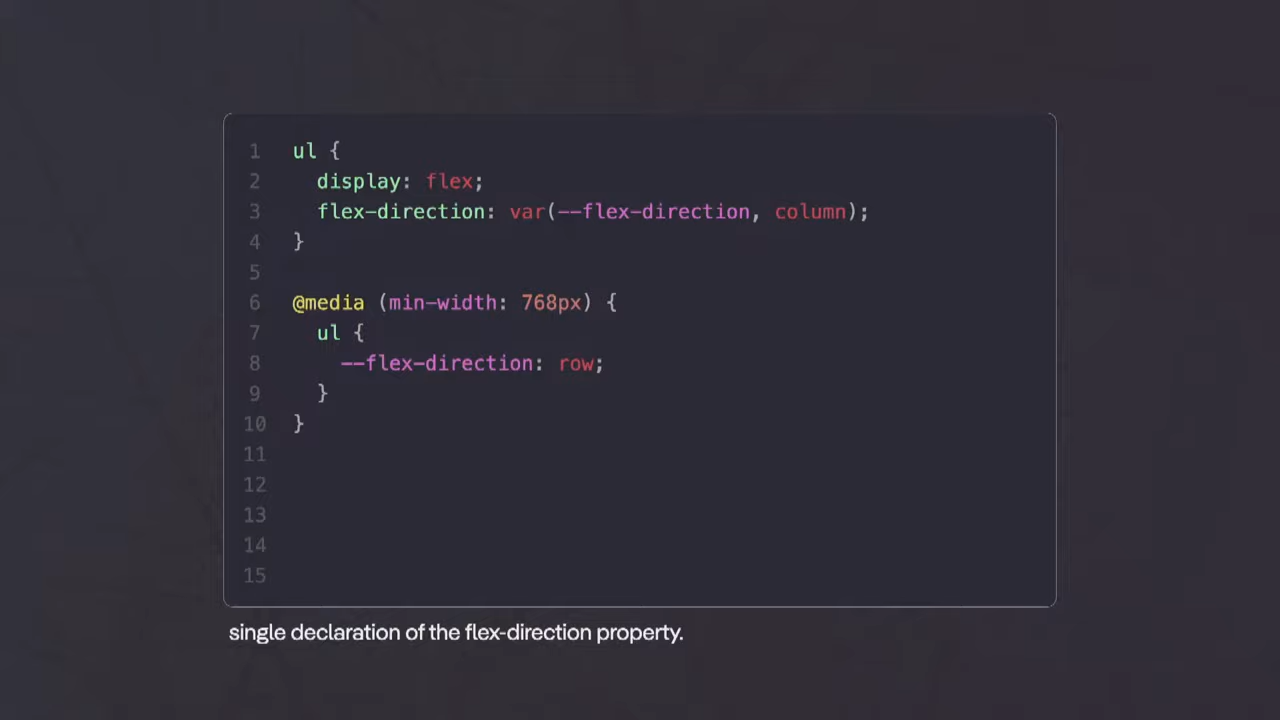 1 ul {
2   display: flex;
3   flex-direction: var(--flex-direction, column);
4 }
5
6 @media (min-width: 768px) {
7   ul {
8     --flex-direction: row;
9   }
10 }
11
12
13
14
15
single declaration of the flex-direction property.